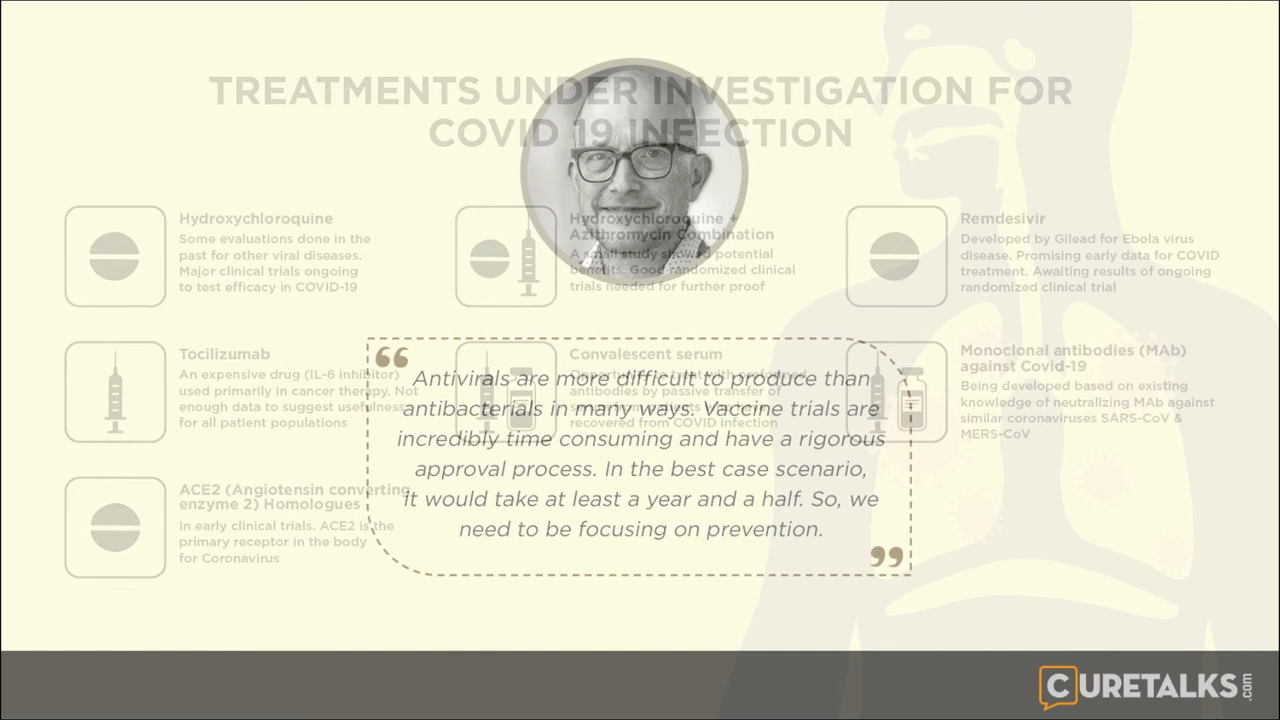 TREATMENTS UNDER INVESTIGATION FOR
COVID 19 INFECTION
Hydroxychloroquine
Some evaluations done in the
past for other viral diseases.
Major clinical trials ongoing
to test efficacy in COVID-19
Hydroxychloroquine +
Azithromycin Combination
A small study showed potential
benefits. Good randomized clinical
trials needed for further proof
Remdesivir
Developed by Gilead for Ebola virus
disease. Promising early data for COVID
treatment. Awaiting results of ongoing
randomized clinical trial
Tocilizumab
An expensive drug (IL-6 inhibitor)
used primarily in cancer therapy. Not
enough data to suggest usefulness
for all patient populations
Convalescent serum
antibodies by passive transfer of
recovered from COVID infection
Monoclonal antibodies (MAb)
against Covid-19
Being developed based on existing
knowledge of neutralizing MAb against
similar coronaviruses SARS-CoV &
MERS-CoV
ACE2 (Angiotensin converting
enzyme 2) Homologues
In early clinical trials. ACE2 is the
primary receptor in the body
for Coronavirus
“ Antivirals are more difficult to produce than
antibacterials in many ways. Vaccine trials are
incredibly time consuming and have a rigorous
approval process. In the best case scenario,
it would take at least a year and a half. So, we
need to be focusing on prevention. ”
CURETALKS.com